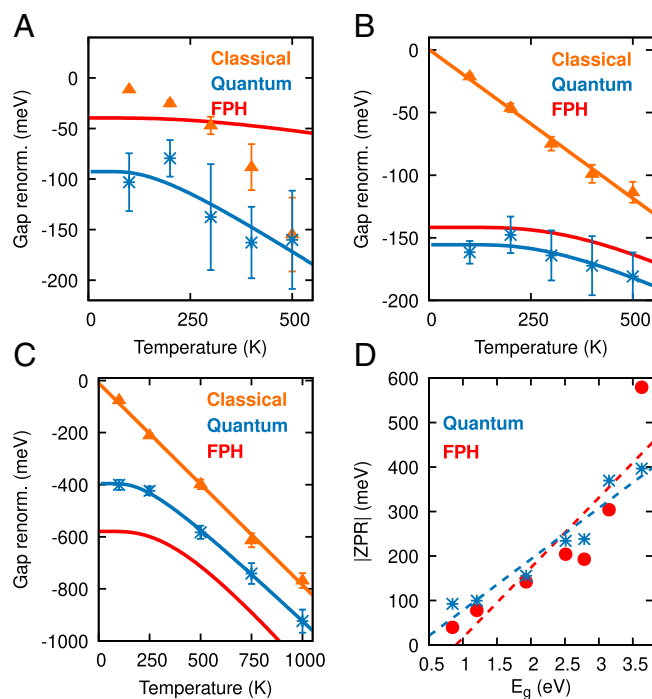 A
Gap renorm. (meV)
0
-50
-100
-150
-200
Classical
Quantum
FPH
0
250
500
Temperature (K)
B
Gap renorm. (meV)
0
-50
-100
-150
-200
Classical
Quantum
FPH
0
250
500
Temperature (K)
C
Gap renorm. (meV)
0
-200
-400
-600
-800
-1000
Classical
Quantum
FPH
0
250
500
750
1000
Temperature (K)
D
|ZPR| (meV)
600
500
400
300
200
100
0
Quantum
FPH
0.5
1
1.5
2
2.5
3
3.5
E_g (eV)